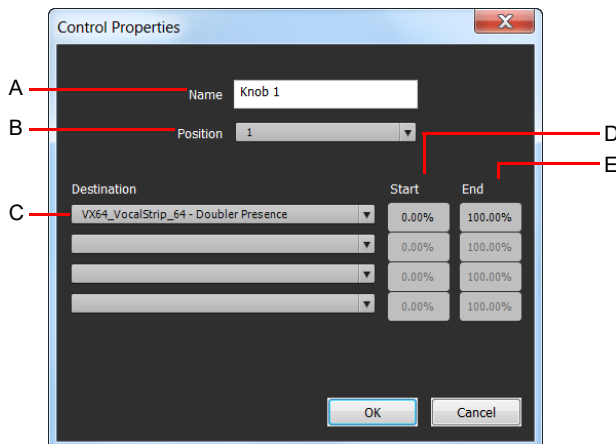 Control Properties
X
A
Name
Knob 1
B
Position
1
D
E
Destination
Start
End
C
VX64_VocalStrip_64 - Doubler Presence
0.00%
100.00%
0.00%
100.00%
0.00%
100.00%
0.00%
100.00%
OK
Cancel